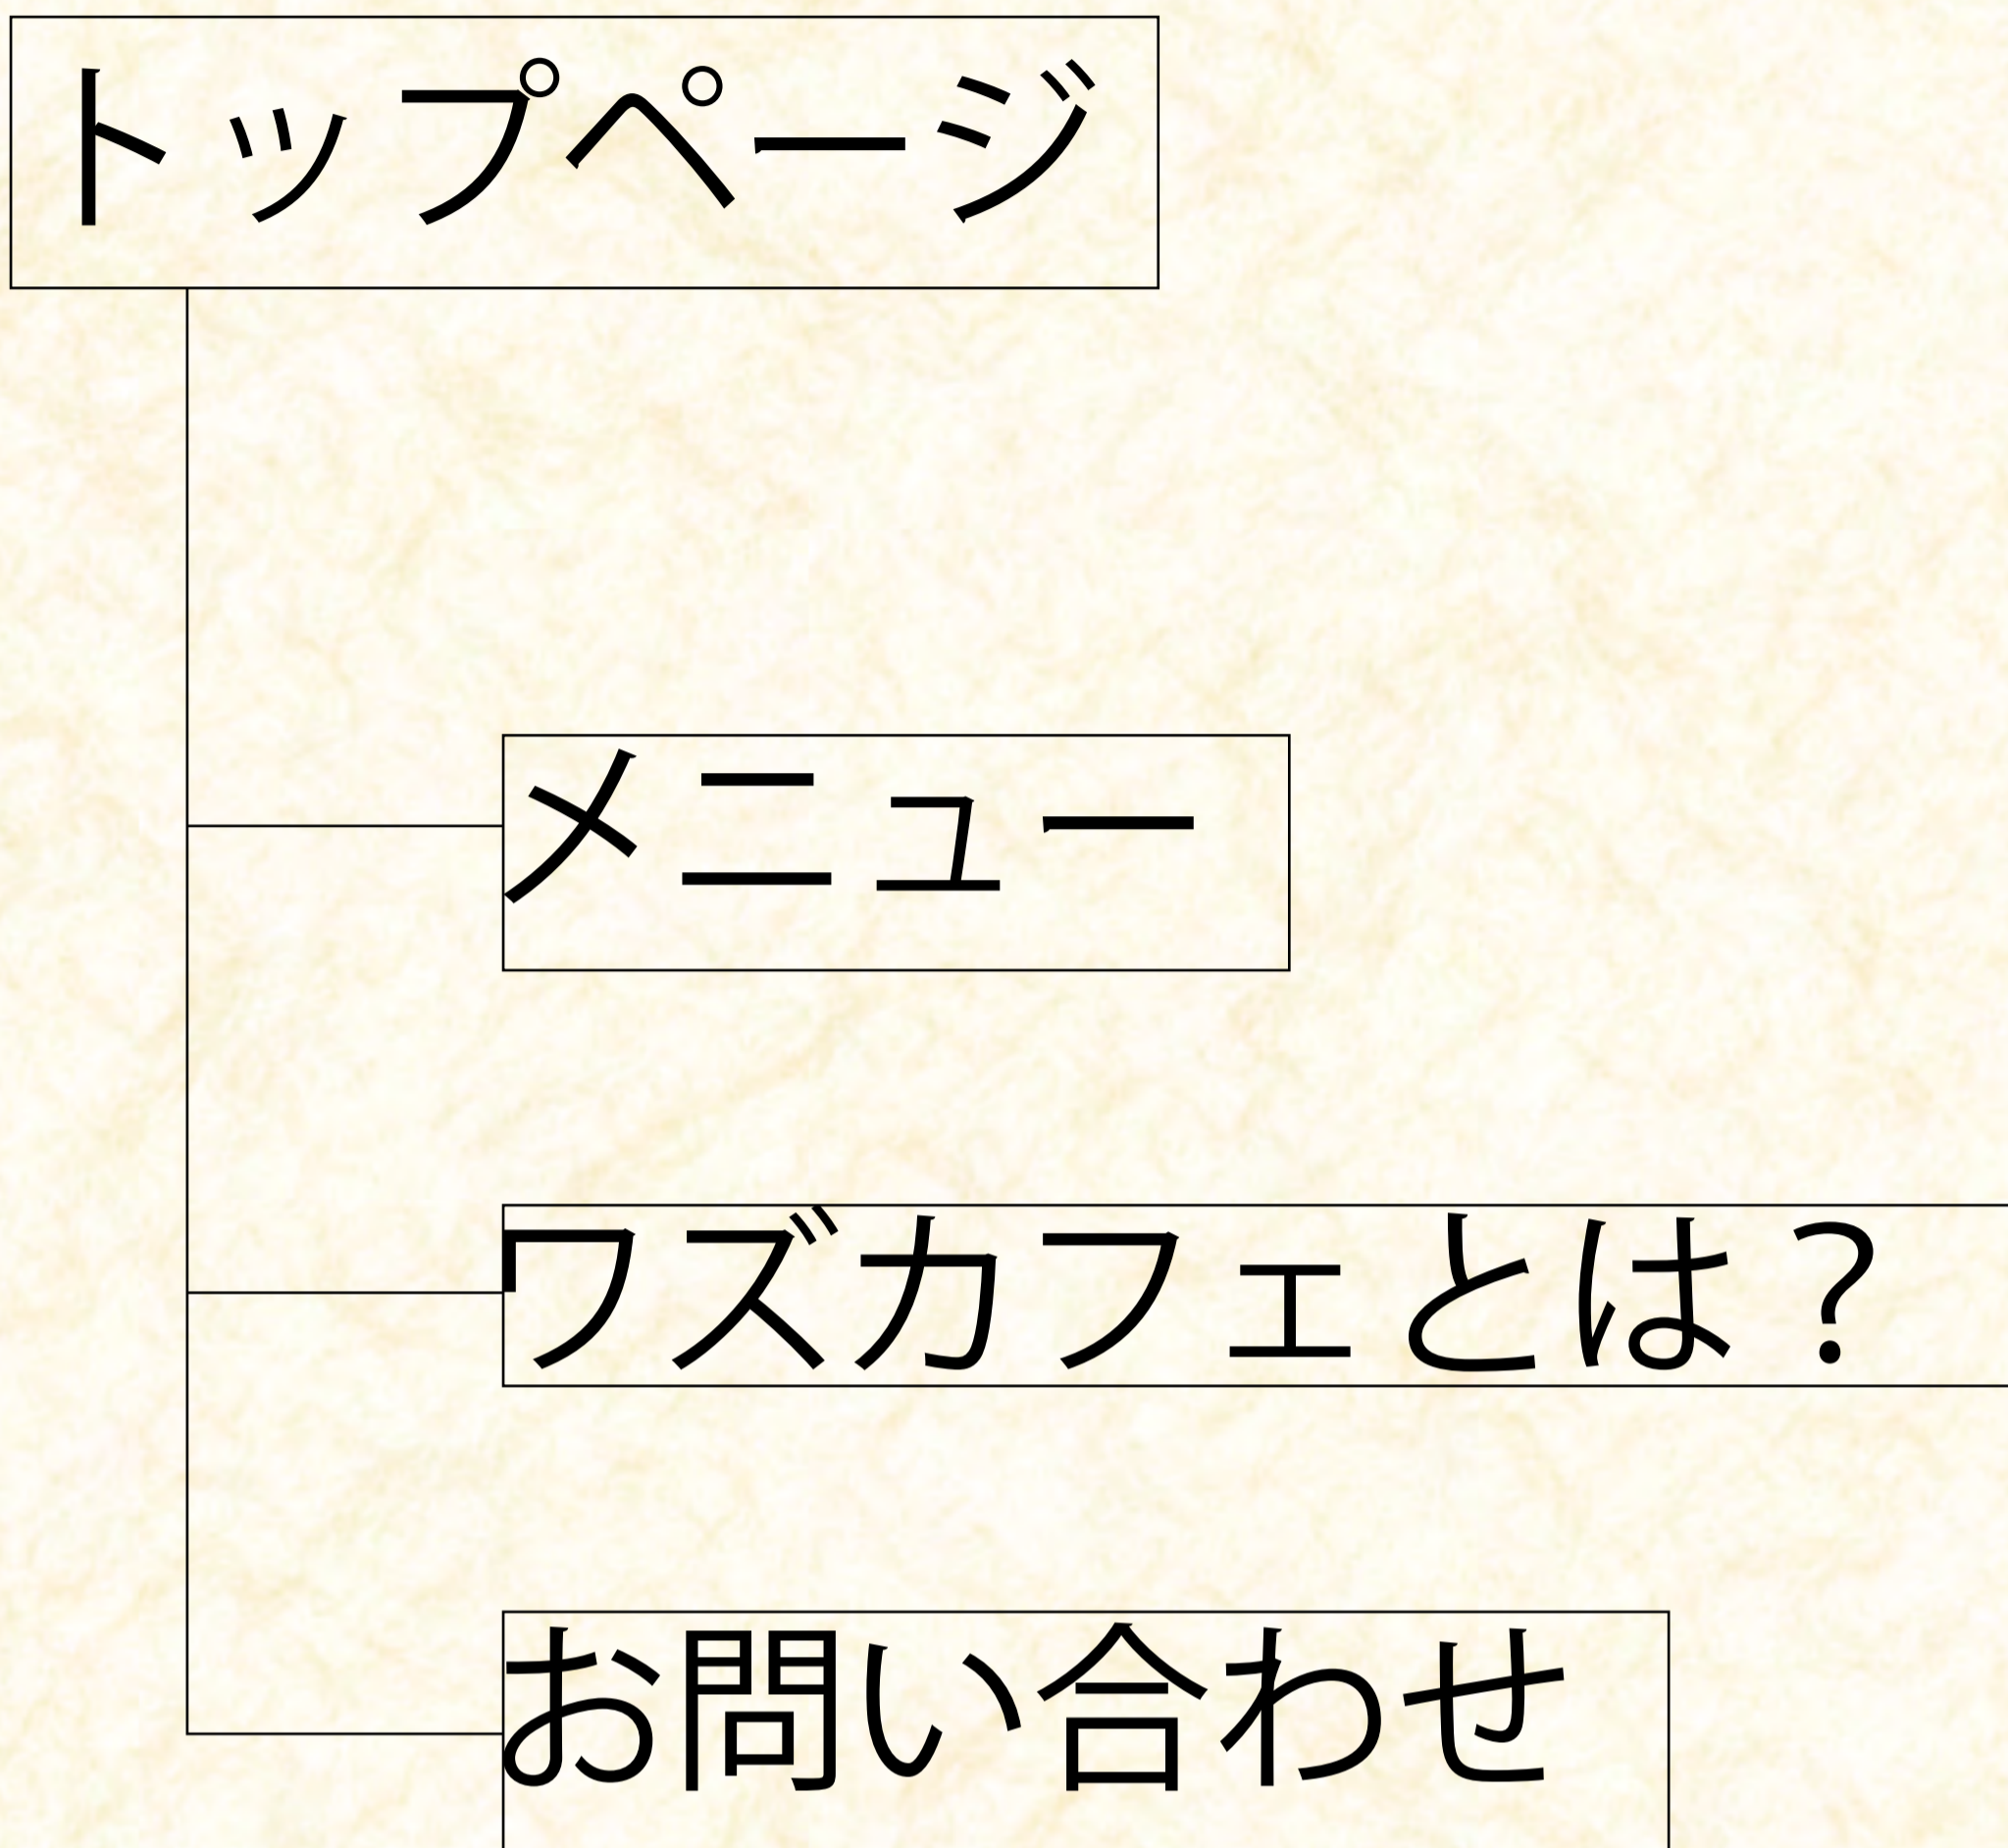 トップページ
メニュー
ワズカフェとは？
お問い合わせ